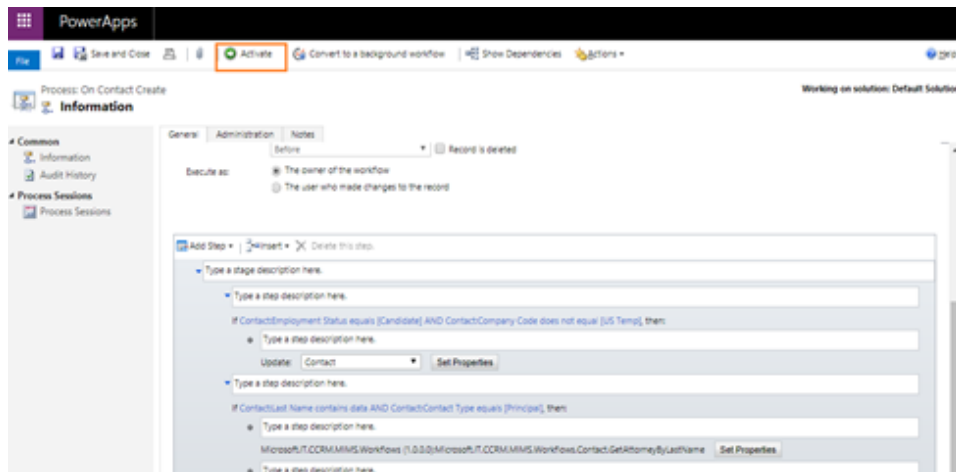 PowerApps
File Save and Close Activate Convert to a background workflow Show Dependencies Actions Help
Process: On Contact Create
Working on solution: Default Solution
Information
Common
Information
Audit History
Process Sessions
Process Sessions
General Administration Notes
Before Record is deleted
Execute as: The owner of the workflow
The user who made changes to the record
Add Step Insert Delete this step.
Type a stage description here.
Type a step description here.
If Contact:Employment Status equals [Candidate] AND Contact:Company Code does not equal [US Temp], then:
Type a step description here.
Update: Contact Set Properties
Type a step description here.
If Contact:Last Name contains data AND Contact:Contact Type equals [Principal], then:
Type a step description here.
Microsoft.IT.CCRM.MIMS.Workflows (1.0.0.0):Microsoft.IT.CCRM.MIMS.Workflows.Contact.GetAttorneyByLastName Set Properties
Type a step description here.